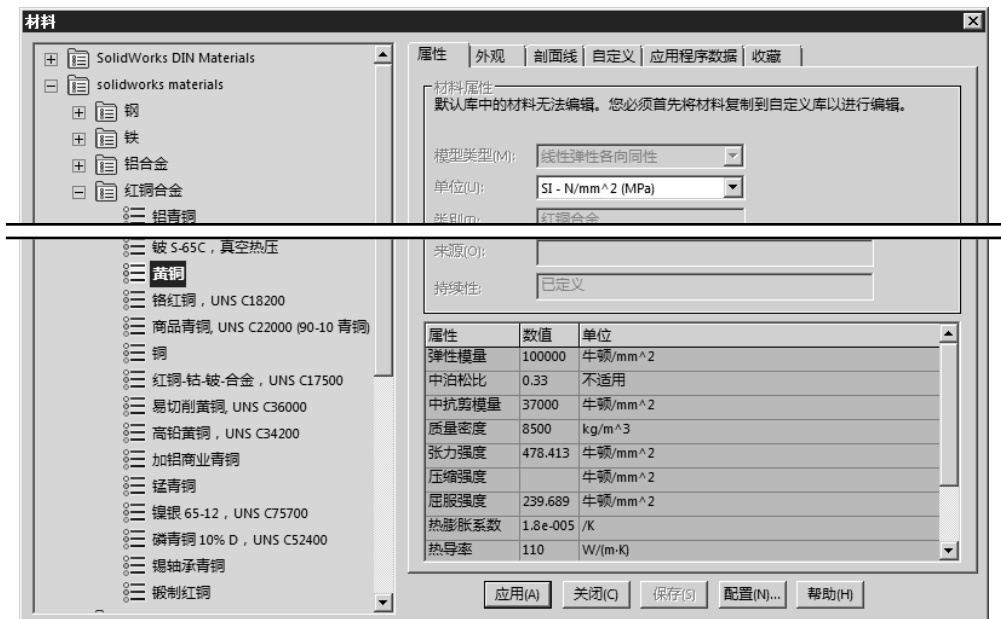 材料
SolidWorks DIN Materials
solidworks materials
钢
铁
铝合金
红铜合金
铝青铜
铍 S-65C，真空热压
黄铜
铬红铜，UNS C18200
商品青铜, UNS C22000 (90-10 青铜)
铜
红铜-钴-铍-合金，UNS C17500
易切削黄铜, UNS C36000
高铅黄铜，UNS C34200
加铝商业青铜
锰青铜
镍银 65-12，UNS C75700
磷青铜 10% D，UNS C52400
锡轴承青铜
锻制红铜
属性 外观 剖面线 自定义 应用程序数据 收藏
材料属性
默认库中的材料无法编辑。您必须首先将材料复制到自定义库以进行编辑。
模型类型(M): 线性弹性各向同性
单位(U): SI - N/mm^2 (MPa)
类别(T): 红铜合金
来源(O):
持续性: 已定义
属性 数值 单位
弹性模量 100000 牛顿/mm^2
中泊松比 0.33 不适用
中抗剪模量 37000 牛顿/mm^2
质量密度 8500 kg/m^3
张力强度 478.413 牛顿/mm^2
压缩强度 牛顿/mm^2
屈服强度 239.689 牛顿/mm^2
热膨胀系数 1.8e-005 /K
热导率 110 W/(m·K)
应用(A) 关闭(C) 保存(S) 配置(N)... 帮助(H)